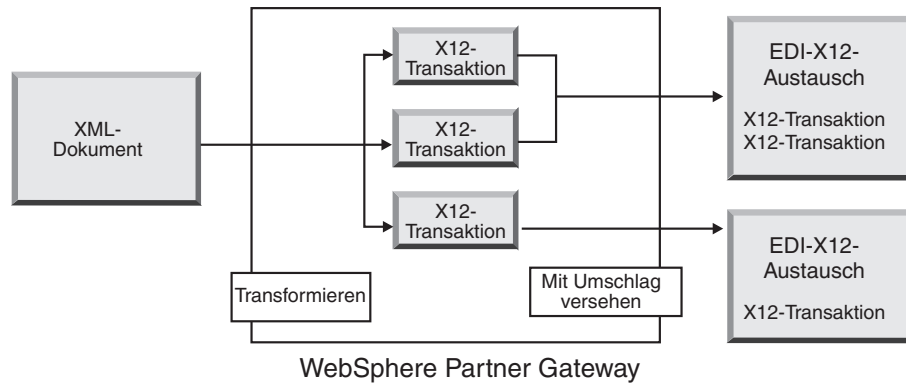 XML-
Dokument
X12-
Transaktion
X12-
Transaktion
X12-
Transaktion
EDI-X12-
Austausch
X12-Transaktion
X12-Transaktion
EDI-X12-
Austausch
X12-Transaktion
Transformieren
Mit Umschlag
versehen
WebSphere Partner Gateway